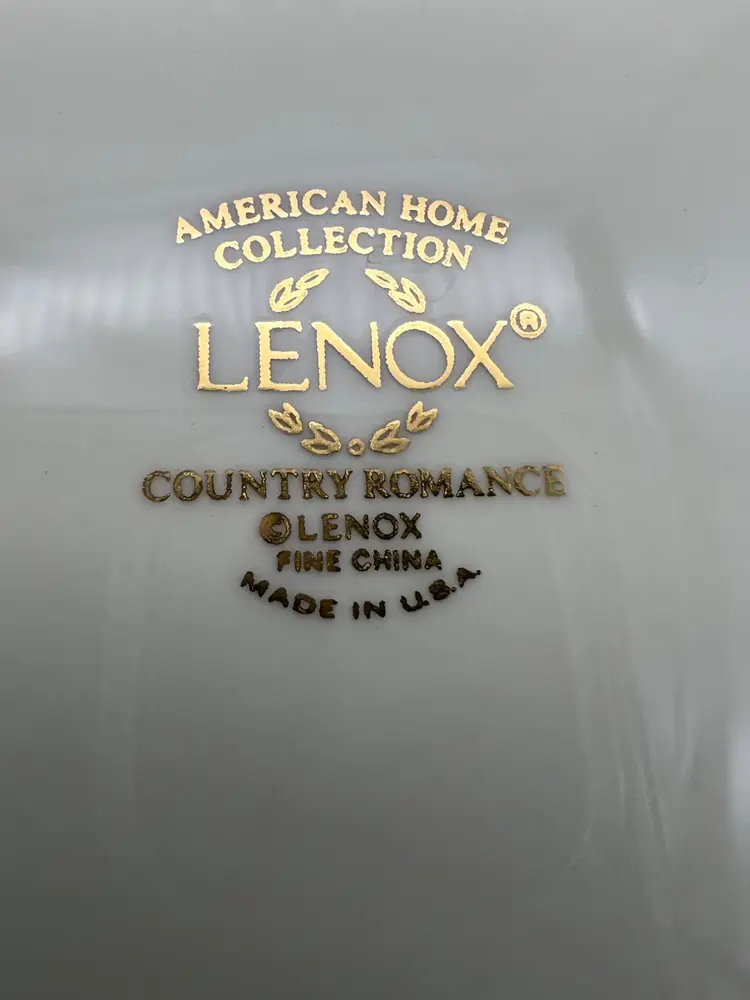 AMERICAN HOME
COLLECTION
LENOX®
COUNTRY ROMANCE
©LENOX
FINE CHINA
MADE IN U.S.A.